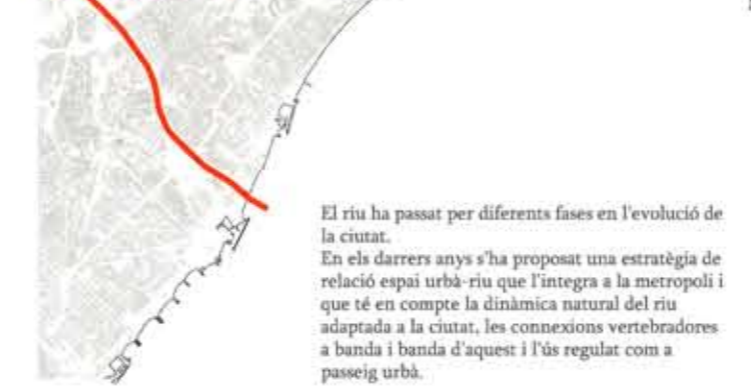 El riu ha passat per diferents fases en l'evolució de
la ciutat.
En els darrers anys s'ha proposat una estratègia de
relació espai urbà-riu que l'integra a la metropoli i
que té en compte la dinàmica natural del riu
adaptada a la ciutat, les connexions vertebradores
a banda i banda d'aquest i l'ús regulat com a
passeig urbà.